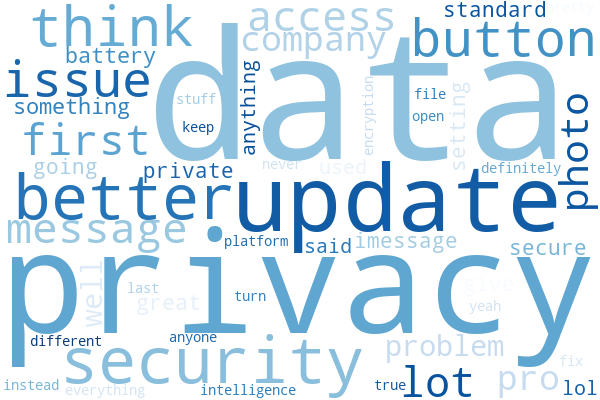 think
access
standard
battery
company
button
data
issue
stuff
anything
encryption
file
something
keep
open
setting
photo
first
going
private
never
used
definitely
better
update
message
platform
said
imessage
secure
privacy
well
last
great
turn
give
yeah
different
anyone
problem
security
fix
instead
everything
intelligence
true
lot
pro
lol